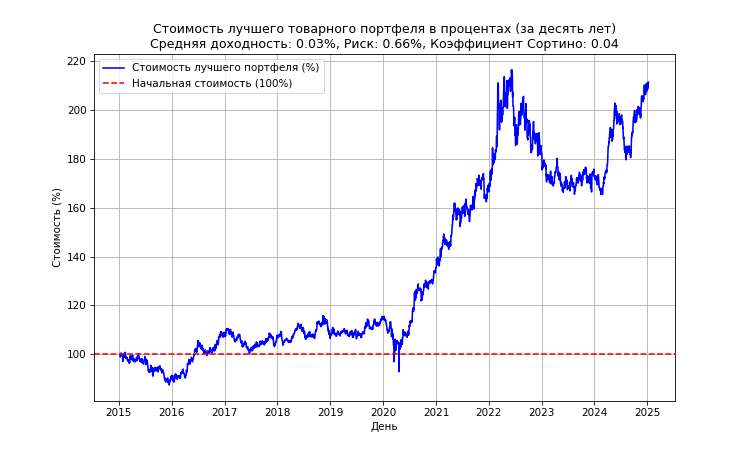 Стоимость лучшего товарного портфеля в процентах (за десять лет)
Средняя доходность: 0.03%, Риск: 0.66%, Коэффициент Сортино: 0.04
Стоимость лучшего портфеля (%)
Начальная стоимость (100%)
Стоимость (%)
220
200
180
160
140
120
100
2015 2016 2017 2018 2019 2020 2021 2022 2023 2024 2025
День